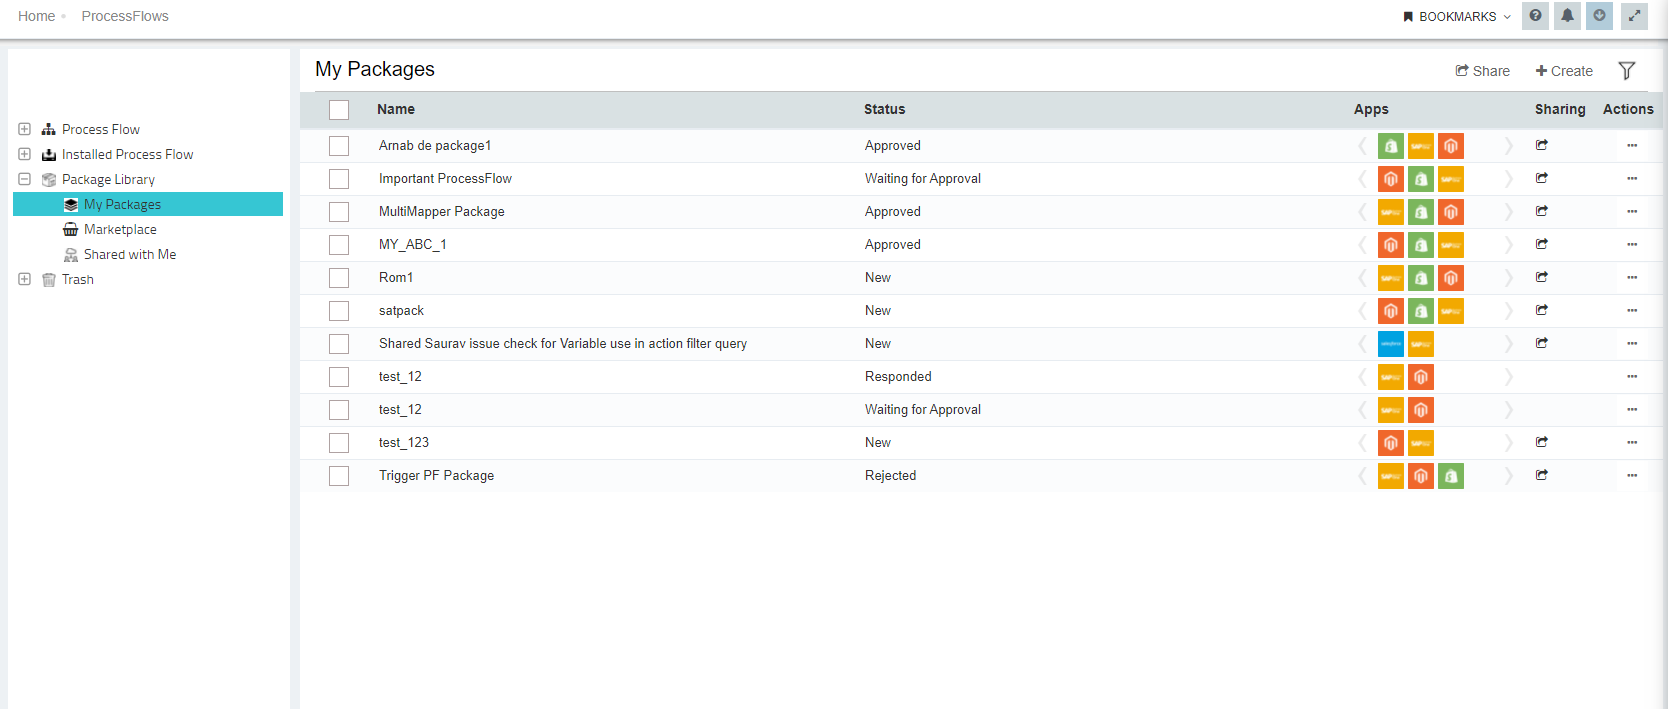 Home • ProcessFlows
BOOKMARKS
My Packages
Share
Create
Process Flow
Installed Process Flow
Package Library
My Packages
Marketplace
Shared with Me
Trash
Name Status Apps Sharing Actions
Arnab de package1 Approved
Important ProcessFlow Waiting for Approval
MultiMapper Package Approved
MY_ABC_1 Approved
Rom1 New
satpack New
Shared Saurav issue check for Variable use in action filter query New
test_12 Responded
test_12 Waiting for Approval
test_123 New
Trigger PF Package Rejected